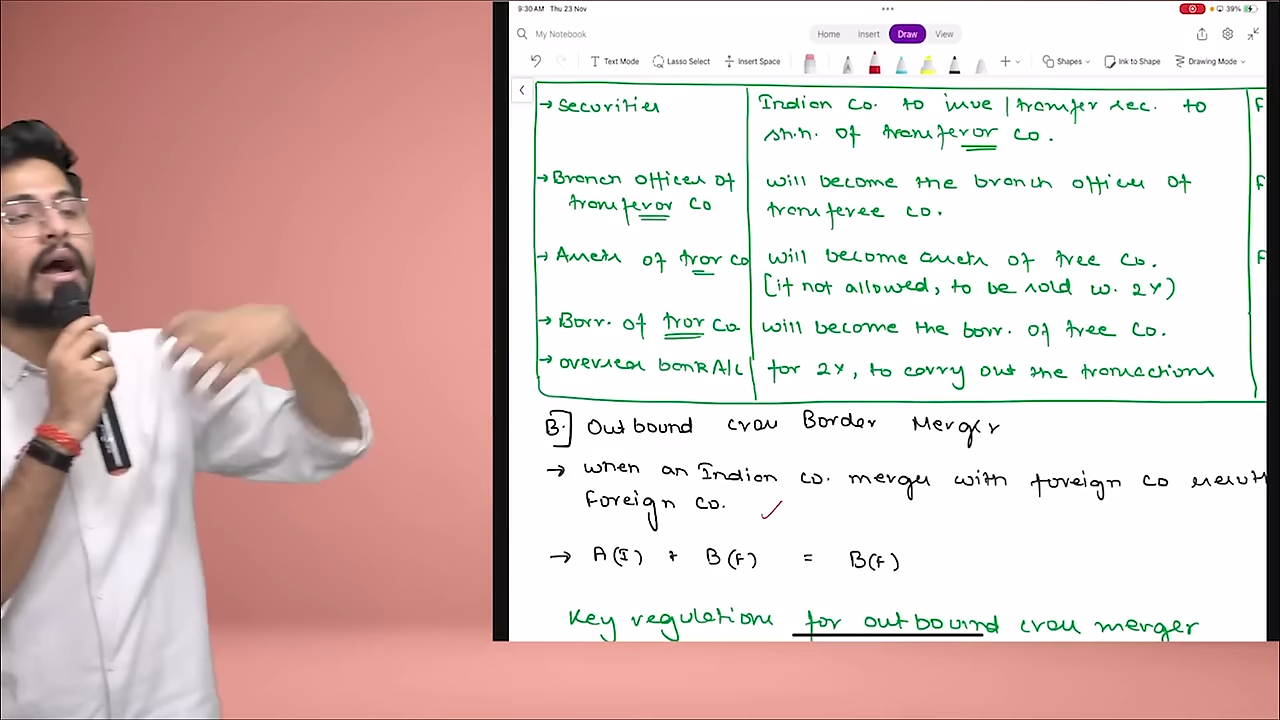 9:30 AM Thu 23 Nov
39%
My Notebook
Home Insert Draw View
Text Mode Lasso Select Insert Space Shapes Ink to Shape Drawing Mode
→ Securities Indian Co. to issue / transfer sec. to F
sh.h. of transferor Co.
→ Branch offices of will become the branch offices of F
transferor Co transferee Co.
→ Assets of tror Co will become assets of tree Co. F
[if not allowed, to be sold w. 2Y)
→ Borr. of tror Co. will become the borr. of tree Co.
→ overseas bank A/c for 2Y, to carry out the transactions
B.] Outbound cross Border Merger
→ when an Indian co. merges with foreign co result
Foreign Co.
→ A(I) + B(F) = B(F)
Key regulations for outbound cross merger